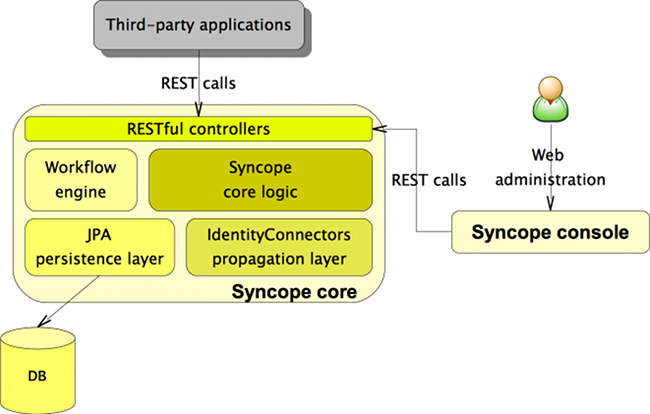 Third-party applications
REST calls
RESTful controllers
Workflow
engine
Syncope
core logic
JPA
persistence layer
IdentityConnectors
propagation layer
Syncope core
DB
REST calls
Web
administration
Syncope console